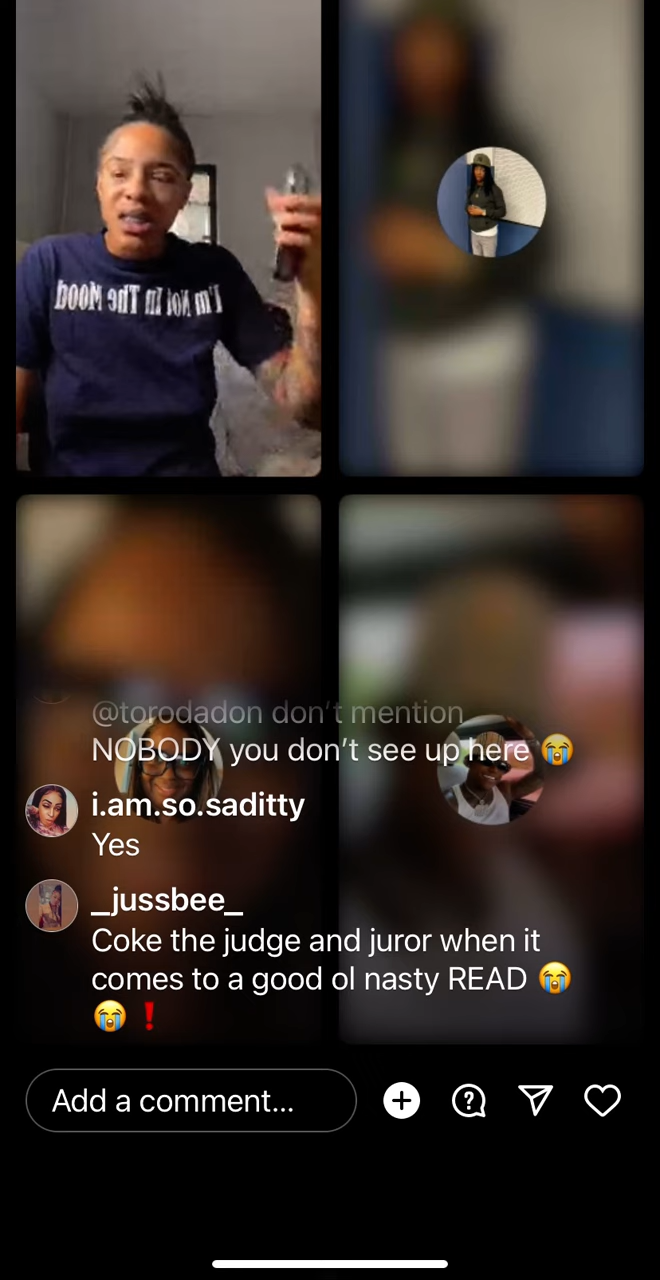 I'm Not In The Mood
@torodadon don't mention
NOBODY you don't see up here 😭
i.am.so.saditty
Yes
_jussbee_
Coke the judge and juror when it
comes to a good ol nasty READ 😭
😭❗
Add a comment...